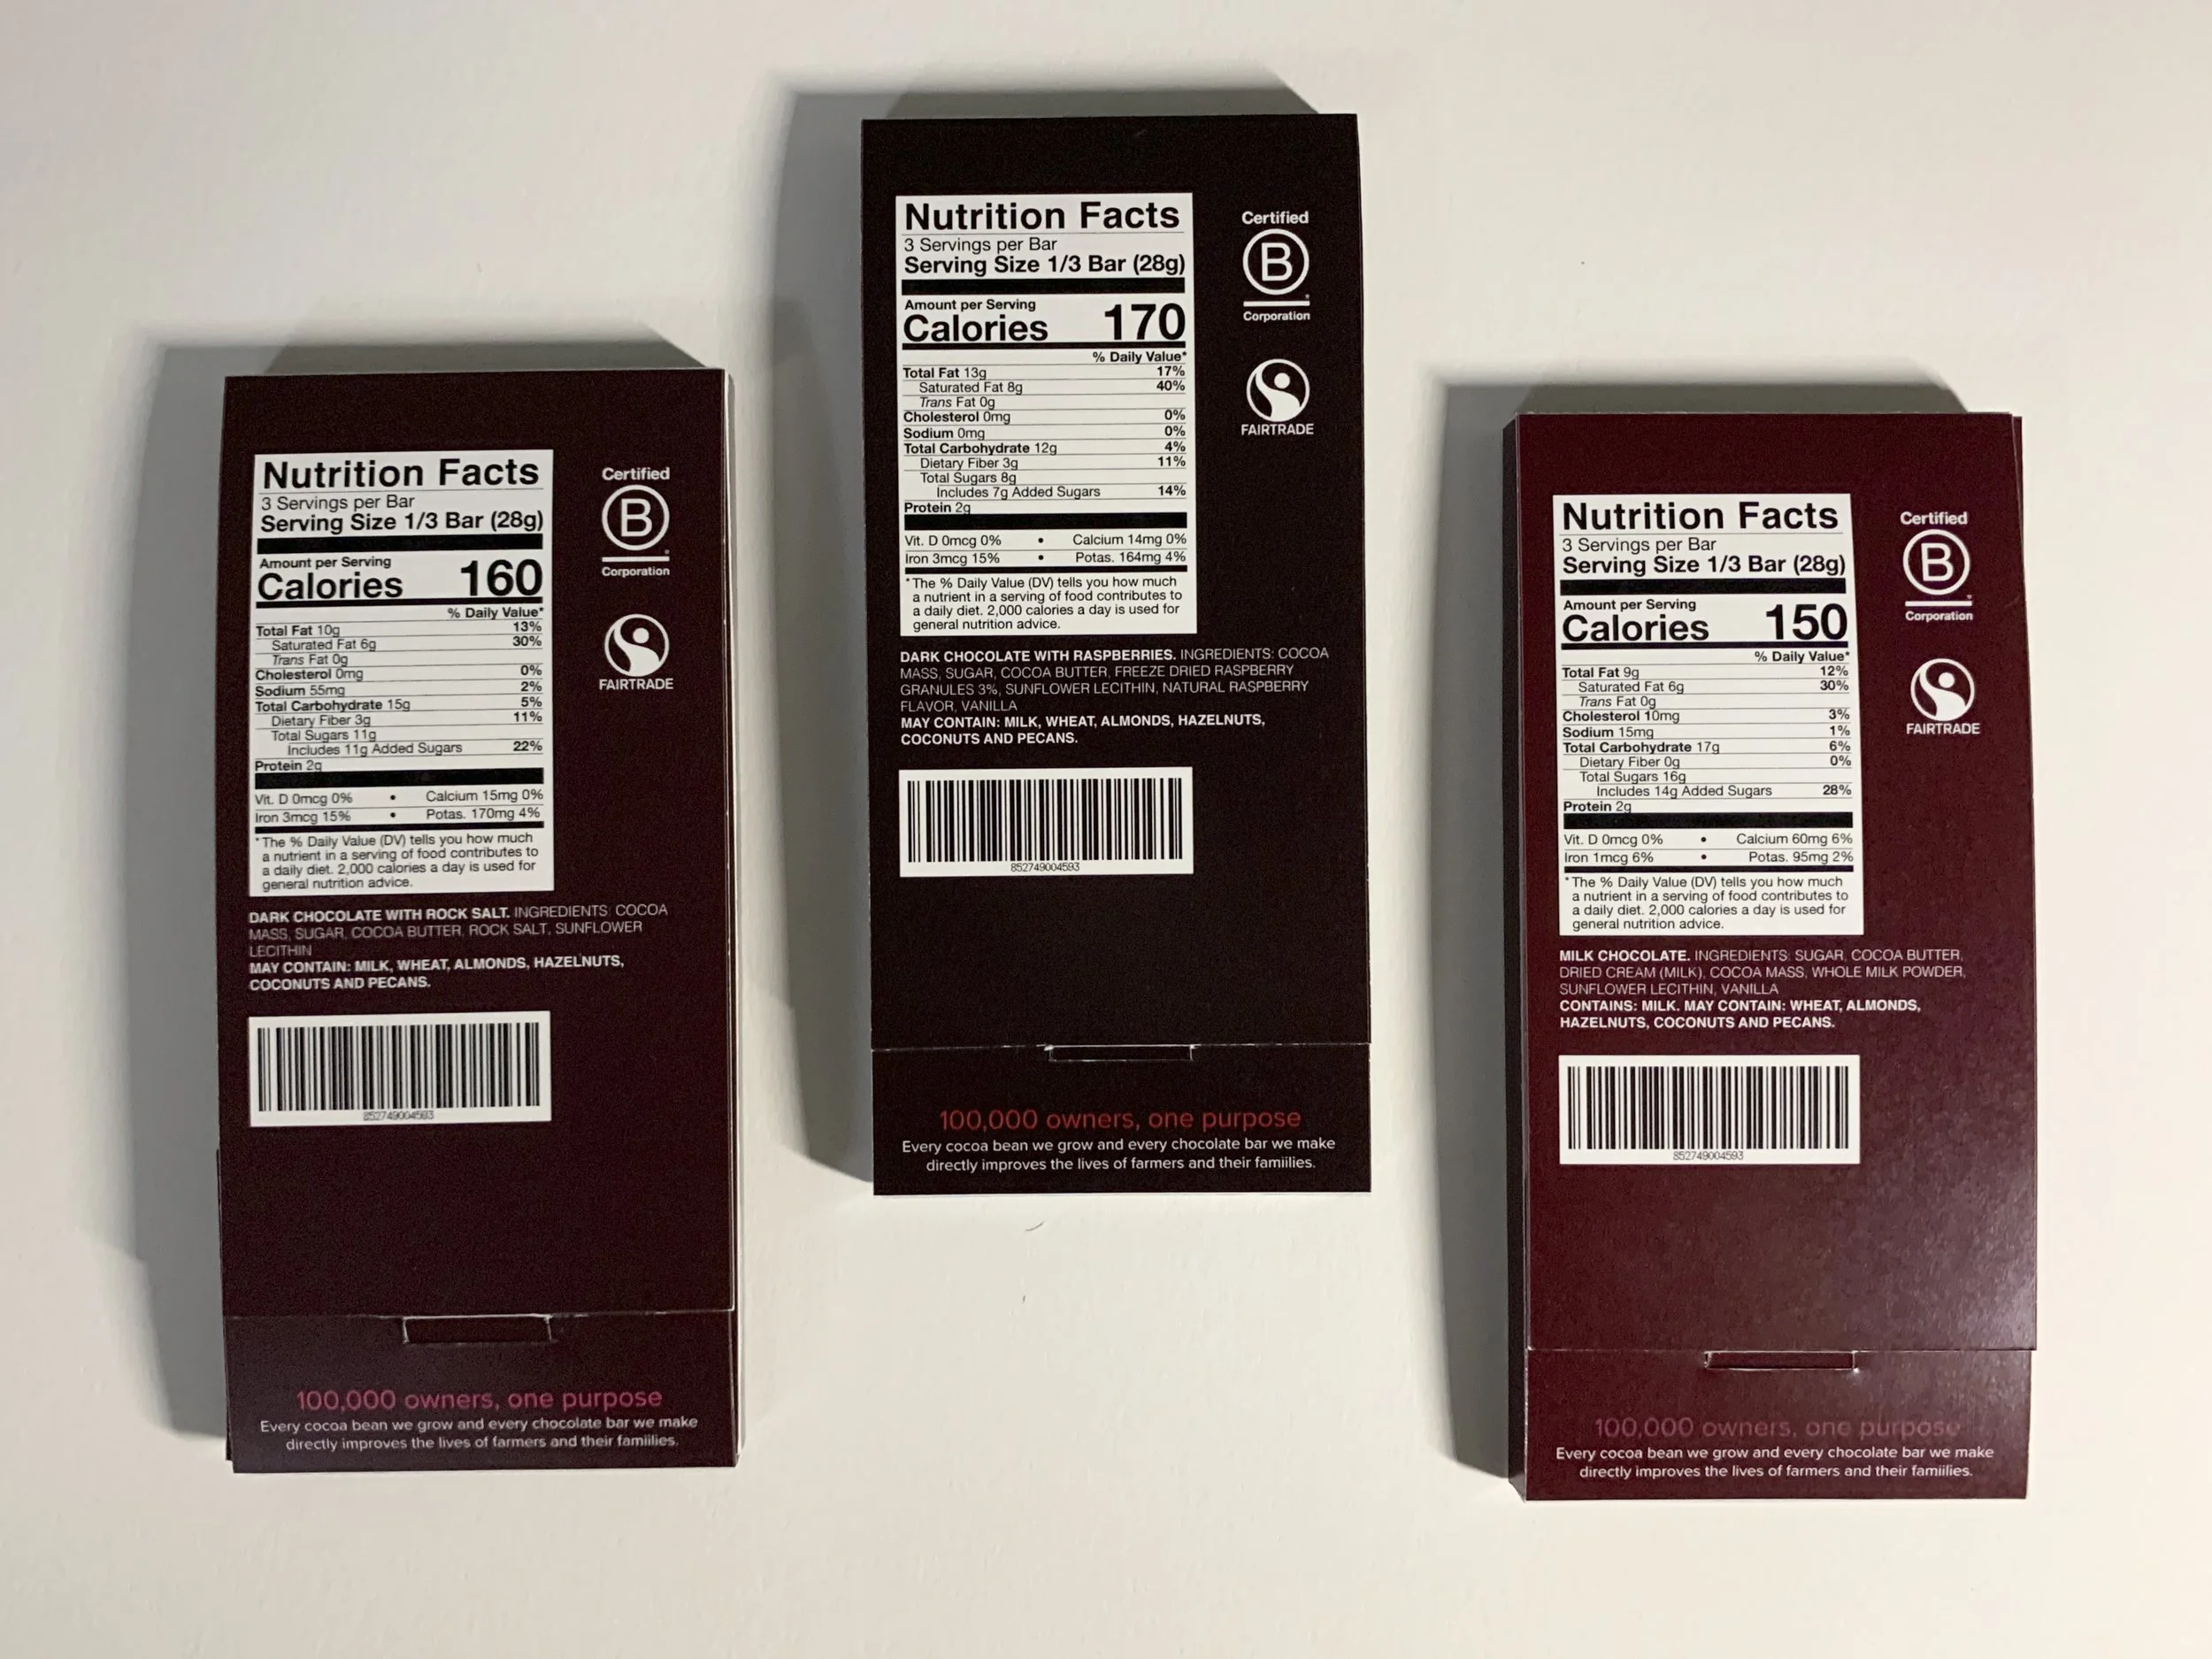 Nutrition Facts
3 Servings per Bar
Serving Size 1/3 Bar (28g)
Amount per Serving
Calories 160
% Daily Value*
Total Fat 10g 13%
Saturated Fat 6g 30%
Trans Fat 0g
Cholesterol 0mg 0%
Sodium 55mg 2%
Total Carbohydrate 15g 5%
Dietary Fiber 3g 11%
Total Sugars 11g
Includes 11g Added Sugars 22%
Protein 2g
Vit. D 0mcg 0% • Calcium 15mg 0%
Iron 3mcg 15% • Potas. 170mg 4%
*The % Daily Value (DV) tells you how much
a nutrient in a serving of food contributes to
a daily diet. 2,000 calories a day is used for
general nutrition advice.
Certified
B
Corporation
FAIRTRADE
DARK CHOCOLATE WITH ROCK SALT. INGREDIENTS: COCOA
MASS, SUGAR, COCOA BUTTER, ROCK SALT, SUNFLOWER
LECITHIN
MAY CONTAIN: MILK, WHEAT, ALMONDS, HAZELNUTS,
COCONUTS AND PECANS.
852749004593
100,000 owners, one purpose
Every cocoa bean we grow and every chocolate bar we make
directly improves the lives of farmers and their famiilies.
Nutrition Facts
3 Servings per Bar
Serving Size 1/3 Bar (28g)
Amount per Serving
Calories 170
% Daily Value*
Total Fat 13g 17%
Saturated Fat 8g 40%
Trans Fat 0g
Cholesterol 0mg 0%
Sodium 0mg 0%
Total Carbohydrate 12g 4%
Dietary Fiber 3g 11%
Total Sugars 8g
Includes 7g Added Sugars 14%
Protein 2g
Vit. D 0mcg 0% • Calcium 14mg 0%
Iron 3mcg 15% • Potas. 164mg 4%
*The % Daily Value (DV) tells you how much
a nutrient in a serving of food contributes to
a daily diet. 2,000 calories a day is used for
general nutrition advice.
Certified
B
Corporation
FAIRTRADE
DARK CHOCOLATE WITH RASPBERRIES. INGREDIENTS: COCOA
MASS, SUGAR, COCOA BUTTER, FREEZE DRIED RASPBERRY
GRANULES 3%, SUNFLOWER LECITHIN, NATURAL RASPBERRY
FLAVOR, VANILLA
MAY CONTAIN: MILK, WHEAT, ALMONDS, HAZELNUTS,
COCONUTS AND PECANS.
852749004593
100,000 owners, one purpose
Every cocoa bean we grow and every chocolate bar we make
directly improves the lives of farmers and their famiilies.
Nutrition Facts
3 Servings per Bar
Serving Size 1/3 Bar (28g)
Amount per Serving
Calories 150
% Daily Value*
Total Fat 9g 12%
Saturated Fat 6g 30%
Trans Fat 0g
Cholesterol 10mg 3%
Sodium 15mg 1%
Total Carbohydrate 17g 6%
Dietary Fiber 0g 0%
Total Sugars 16g
Includes 14g Added Sugars 28%
Protein 2g
Vit. D 0mcg 0% • Calcium 60mg 6%
Iron 1mcg 6% • Potas. 95mg 2%
*The % Daily Value (DV) tells you how much
a nutrient in a serving of food contributes to
a daily diet. 2,000 calories a day is used for
general nutrition advice.
Certified
B
Corporation
FAIRTRADE
MILK CHOCOLATE. INGREDIENTS: SUGAR, COCOA BUTTER,
DRIED CREAM (MILK), COCOA MASS, WHOLE MILK POWDER,
SUNFLOWER LECITHIN, VANILLA
CONTAINS: MILK. MAY CONTAIN: WHEAT, ALMONDS,
HAZELNUTS, COCONUTS AND PECANS.
852749004593
100,000 owners, one purpose
Every cocoa bean we grow and every chocolate bar we make
directly improves the lives of farmers and their famiilies.